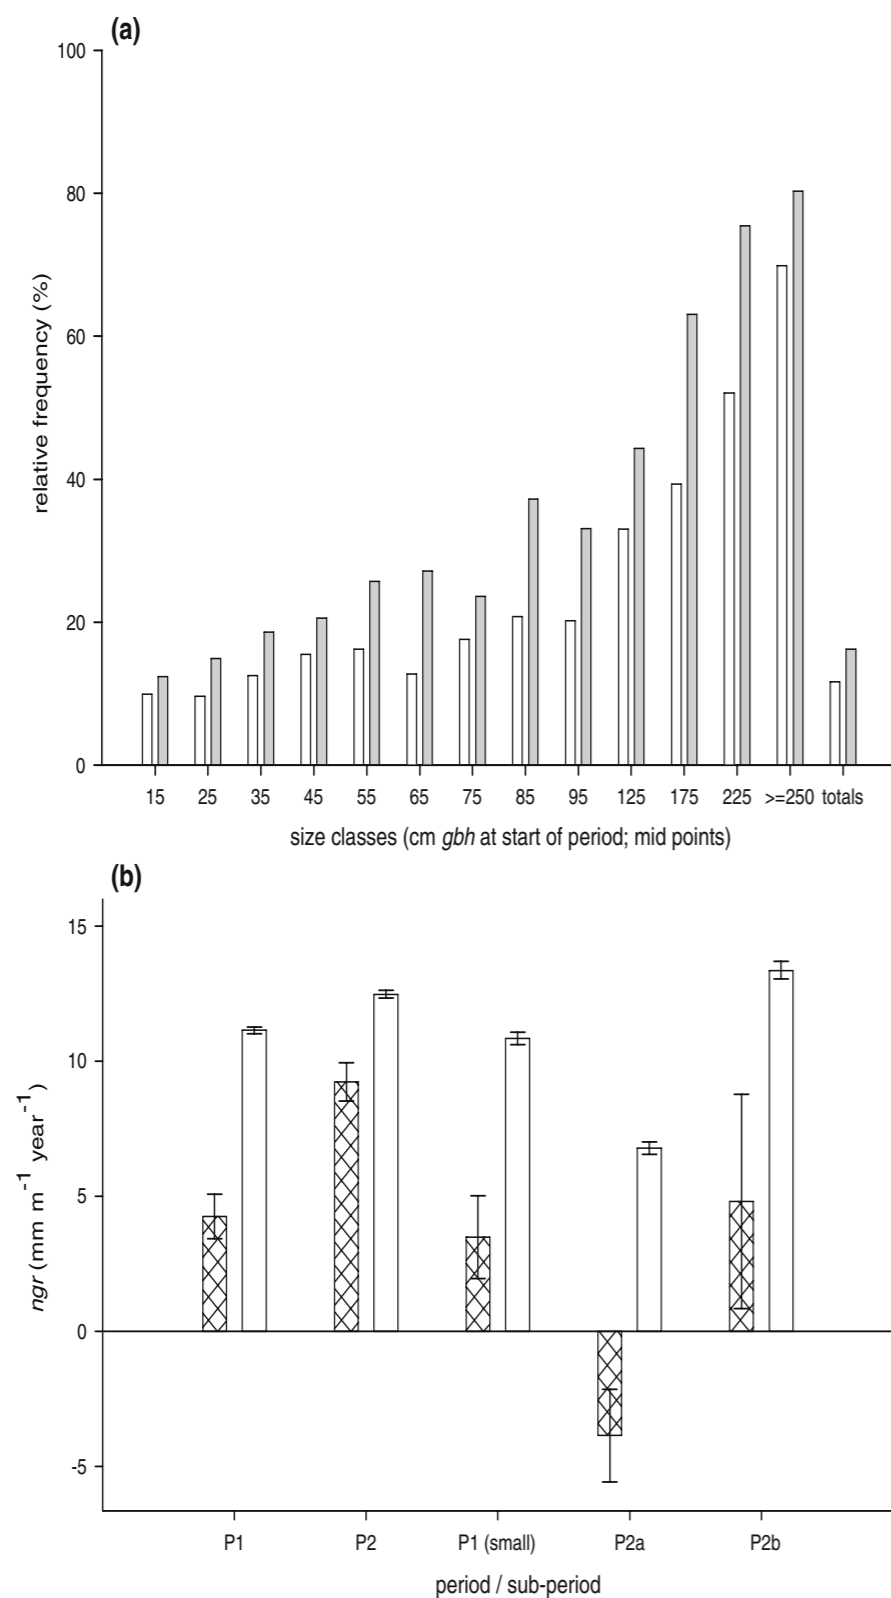 (a)
100
80
60
40
20
0
relative frequency (%)
15 25 35 45 55 65 75 85 95 125 175 225 >=250 totals
size classes (cm gbh at start of period; mid points)
(b)
15
10
5
0
-5
ngr (mm m⁻¹ year⁻¹)
P1 P2 P1 (small) P2a P2b
period / sub-period